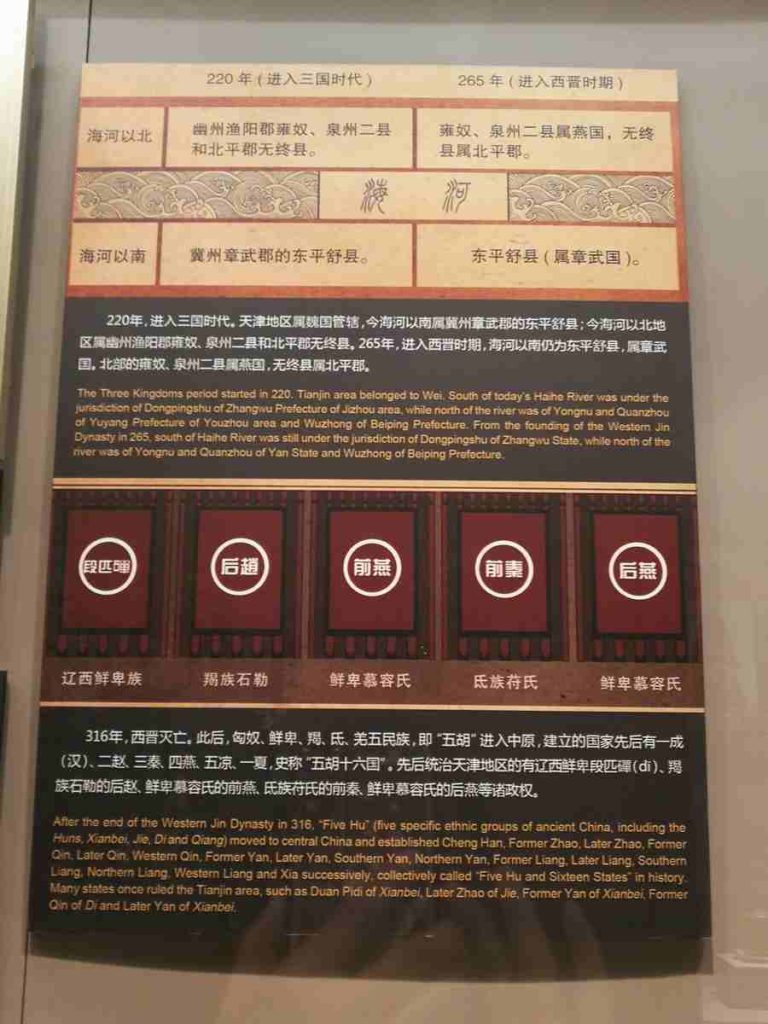 220 年 ( 进入三国时代 ) 265 年 ( 进入西晋时期 )
海河以北 幽州渔阳郡雍奴、泉州二县 雍奴、泉州二县属燕国，无终
和北平郡无终县。 县属北平郡。
海 河
海河以南 冀州章武郡的东平舒县。 东平舒县 ( 属章武国 )。
220年，进入三国时代。天津地区属魏国管辖，今海河以南属冀州章武郡的东平舒县；今海河以北地
区属幽州渔阳郡雍奴、泉州二县和北平郡无终县。265年，进入西晋时期，海河以南仍为东平舒县，属章武
国。北部的雍奴、泉州二县属燕国，无终县属北平郡。
The Three Kingdoms period started in 220. Tianjin area belonged to Wei. South of today's Haihe River was under the
jurisdiction of Dongpingshu of Zhangwu Prefecture of Jizhou area, while north of the river was of Yongnu and Quanzhou
of Yuyang Prefecture of Youzhou area and Wuzhong of Beiping Prefecture. From the founding of the Western Jin
Dynasty in 265, south of Haihe River was still under the jurisdiction of Dongpingshu of Zhangwu State, while north of the
river was of Yongnu and Quanzhou of Yan State and Wuzhong of Beiping Prefecture.
段匹磾 后趙 前燕 前秦 后燕
辽西鲜卑族 羯族石勒 鲜卑慕容氏 氐族苻氏 鲜卑慕容氏
316年，西晋灭亡。此后，匈奴、鲜卑、羯、氐、羌五民族，即“五胡”进入中原，建立的国家先后有一成
(汉)、二赵、三秦、四燕、五凉、一夏，史称“五胡十六国”。先后统治天津地区的有辽西鲜卑段匹磾(di)、羯
族石勒的后赵、鲜卑慕容氏的前燕、氐族苻氏的前秦、鲜卑慕容氏的后燕等诸政权。
After the end of the Western Jin Dynasty in 316, “Five Hu” (five specific ethnic groups of ancient China, including the
Huns, Xianbei, Jie, Di and Qiang) moved to central China and established Cheng Han, Former Zhao, Later Zhao, Former
Qin, Later Qin, Western Qin, Former Yan, Later Yan, Southern Yan, Northern Yan, Former Liang, Later Liang, Southern
Liang, Northern Liang, Western Liang and Xia successively, collectively called “Five Hu and Sixteen States” in history.
Many states once ruled the Tianjin area, such as Duan Pidi of Xianbei, Later Zhao of Jie, Former Yan of Xianbei, Former
Qin of Di and Later Yan of Xianbei.